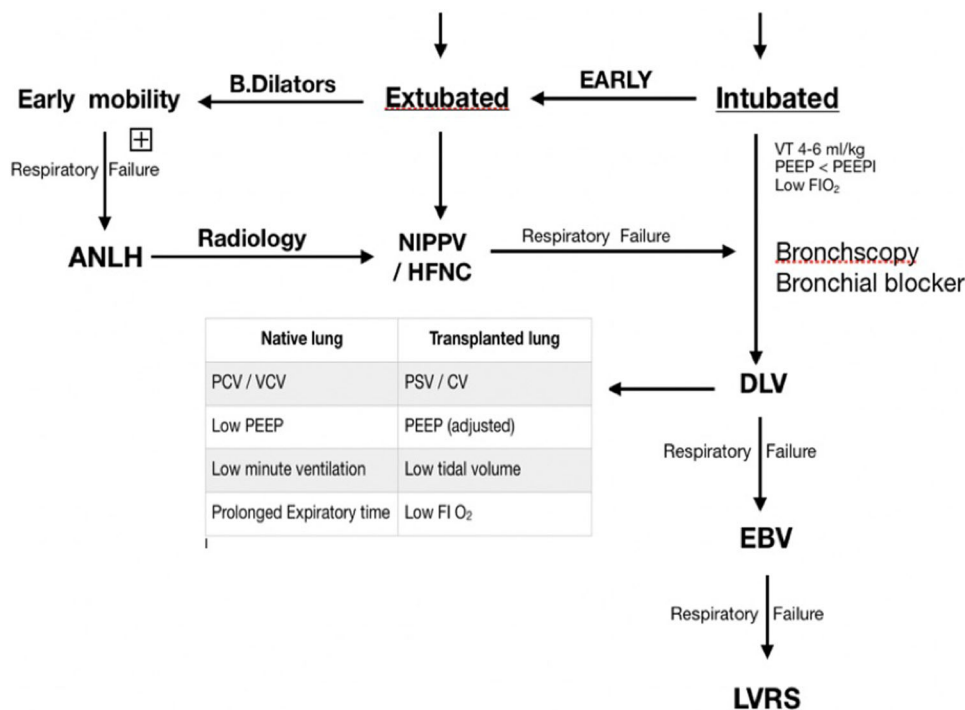 B.Dilators
EARLY
Early mobility
Extubated
Intubated
VT 4-6 ml/kg
PEEP < PEEPI
Low FIO₂
Respiratory Failure
ANLH
Radiology
NIPPV
/ HFNC
Respiratory Failure
Bronchscopy
Bronchial blocker
Native lung Transplanted lung
PCV / VCV PSV / CV
Low PEEP PEEP (adjusted)
Low minute ventilation Low tidal volume
Prolonged Expiratory time Low FI O₂
DLV
Respiratory Failure
EBV
Respiratory Failure
LVRS